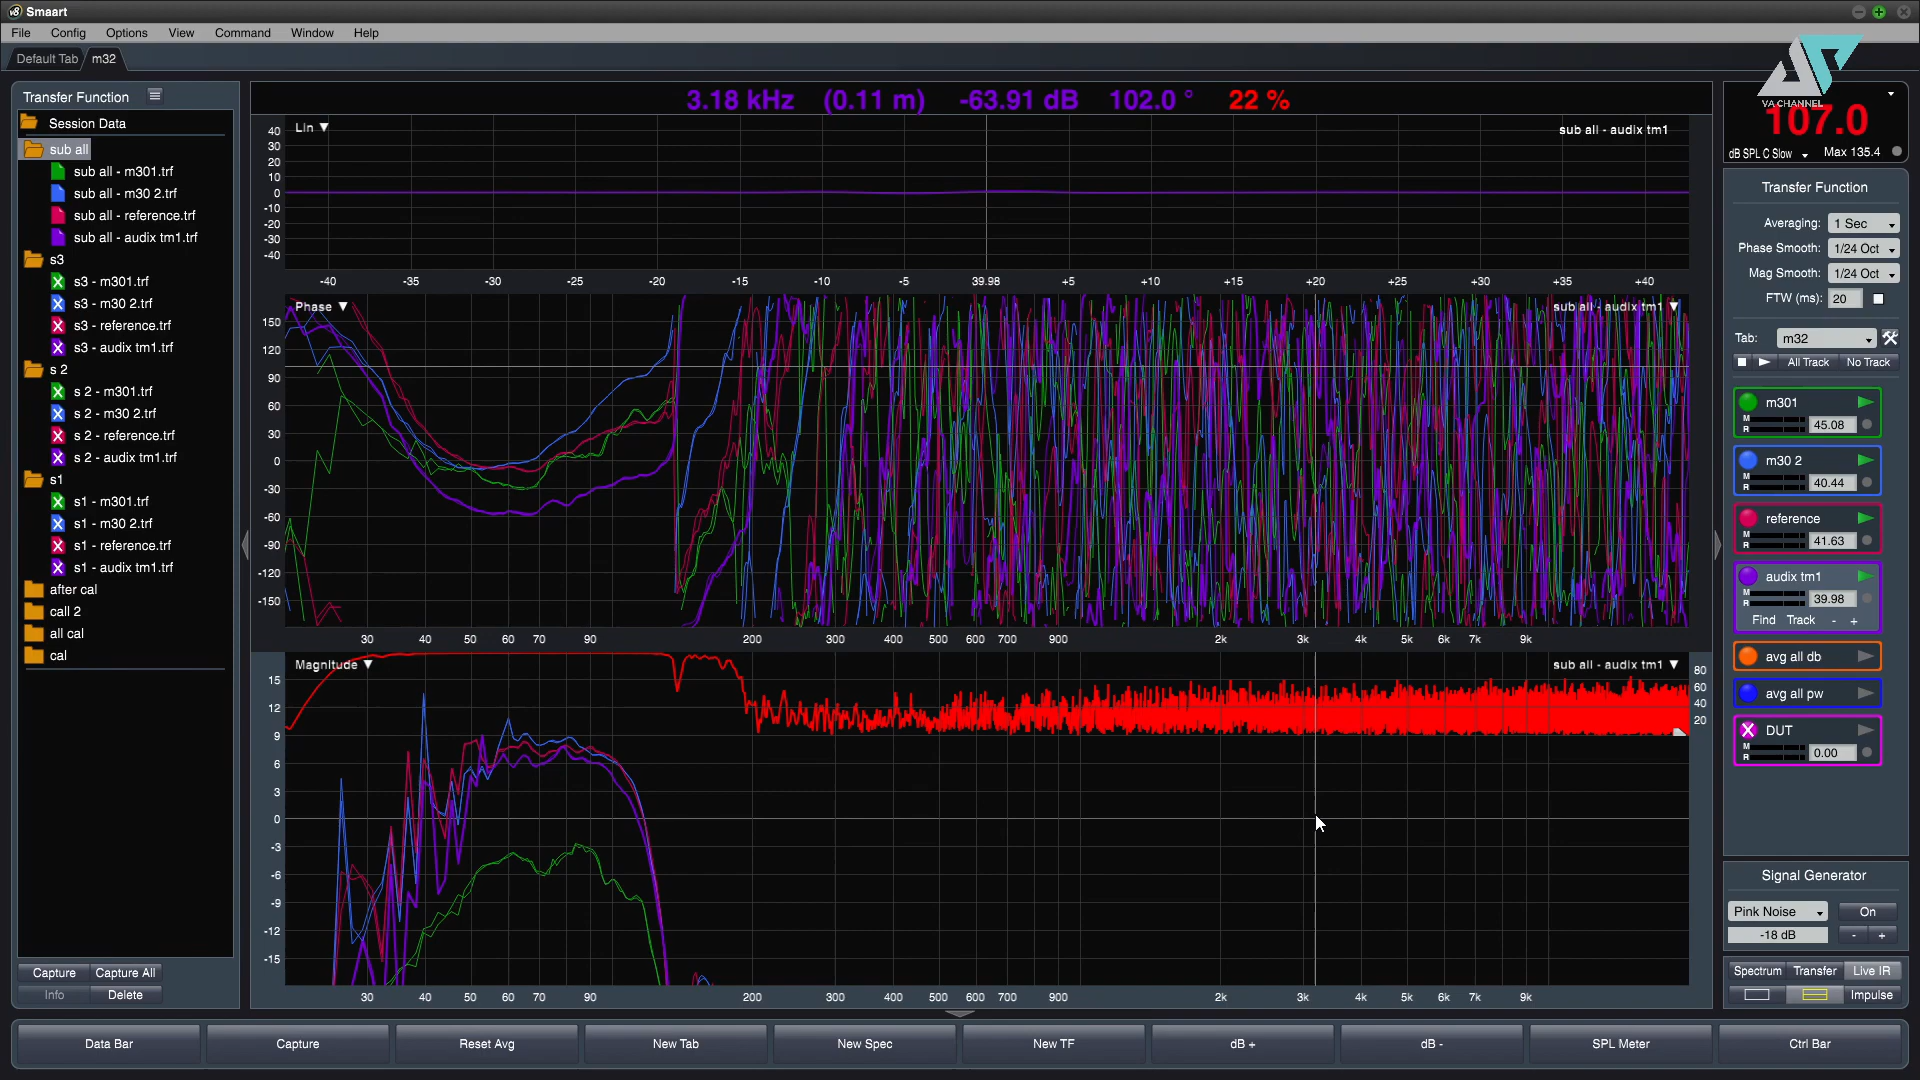 v8 Smaart
File Config Options View Command Window Help
Default Tab m32
VA CHANNEL
Transfer Function
Session Data
sub all
sub all - m301.trf
sub all - m30 2.trf
sub all - reference.trf
sub all - audix tm1.trf
s3
s3 - m301.trf
s3 - m30 2.trf
s3 - reference.trf
s3 - audix tm1.trf
s 2
s 2 - m301.trf
s 2 - m30 2.trf
s 2 - reference.trf
s 2 - audix tm1.trf
s1
s1 - m301.trf
s1 - m30 2.trf
s1 - reference.trf
s1 - audix tm1.trf
after cal
call 2
all cal
cal
Capture Capture All
Info Delete
3.18 kHz (0.11 m) -63.91 dB 102.0 ° 22 %
Lin
sub all - audix tm1
40
30
20
10
0
-10
-20
-30
-40
-40 -35 -30 -25 -20 -15 -10 -5 39.98 +5 +10 +15 +20 +25 +30 +35 +40
Phase
sub all - audix tm1
150
120
90
60
30
0
-30
-60
-90
-120
-150
30 40 50 60 70 90 200 300 400 500 600 700 900 2k 3k 4k 5k 6k 7k 9k
Magnitude
sub all - audix tm1
15
12
9
6
3
0
-3
-6
-9
-12
-15
80
60
40
20
30 40 50 60 70 90 200 300 400 500 600 700 900 2k 3k 4k 5k 6k 7k 9k
107.0
dB SPL C Slow Max 135.4
Transfer Function
Averaging: 1 Sec
Phase Smooth: 1/24 Oct
Mag Smooth: 1/24 Oct
FTW (ms): 20
Tab: m32
All Track No Track
m301
M
R 45.08
m30 2
M
R 40.44
reference
M
R 41.63
audix tm1
M
R 39.98
Find Track - +
avg all db
avg all pw
X DUT
M
R 0.00
Signal Generator
Pink Noise On
-18 dB - +
Spectrum Transfer Live IR
Impulse
Data Bar Capture Reset Avg New Tab New Spec New TF dB + dB - SPL Meter Ctrl Bar